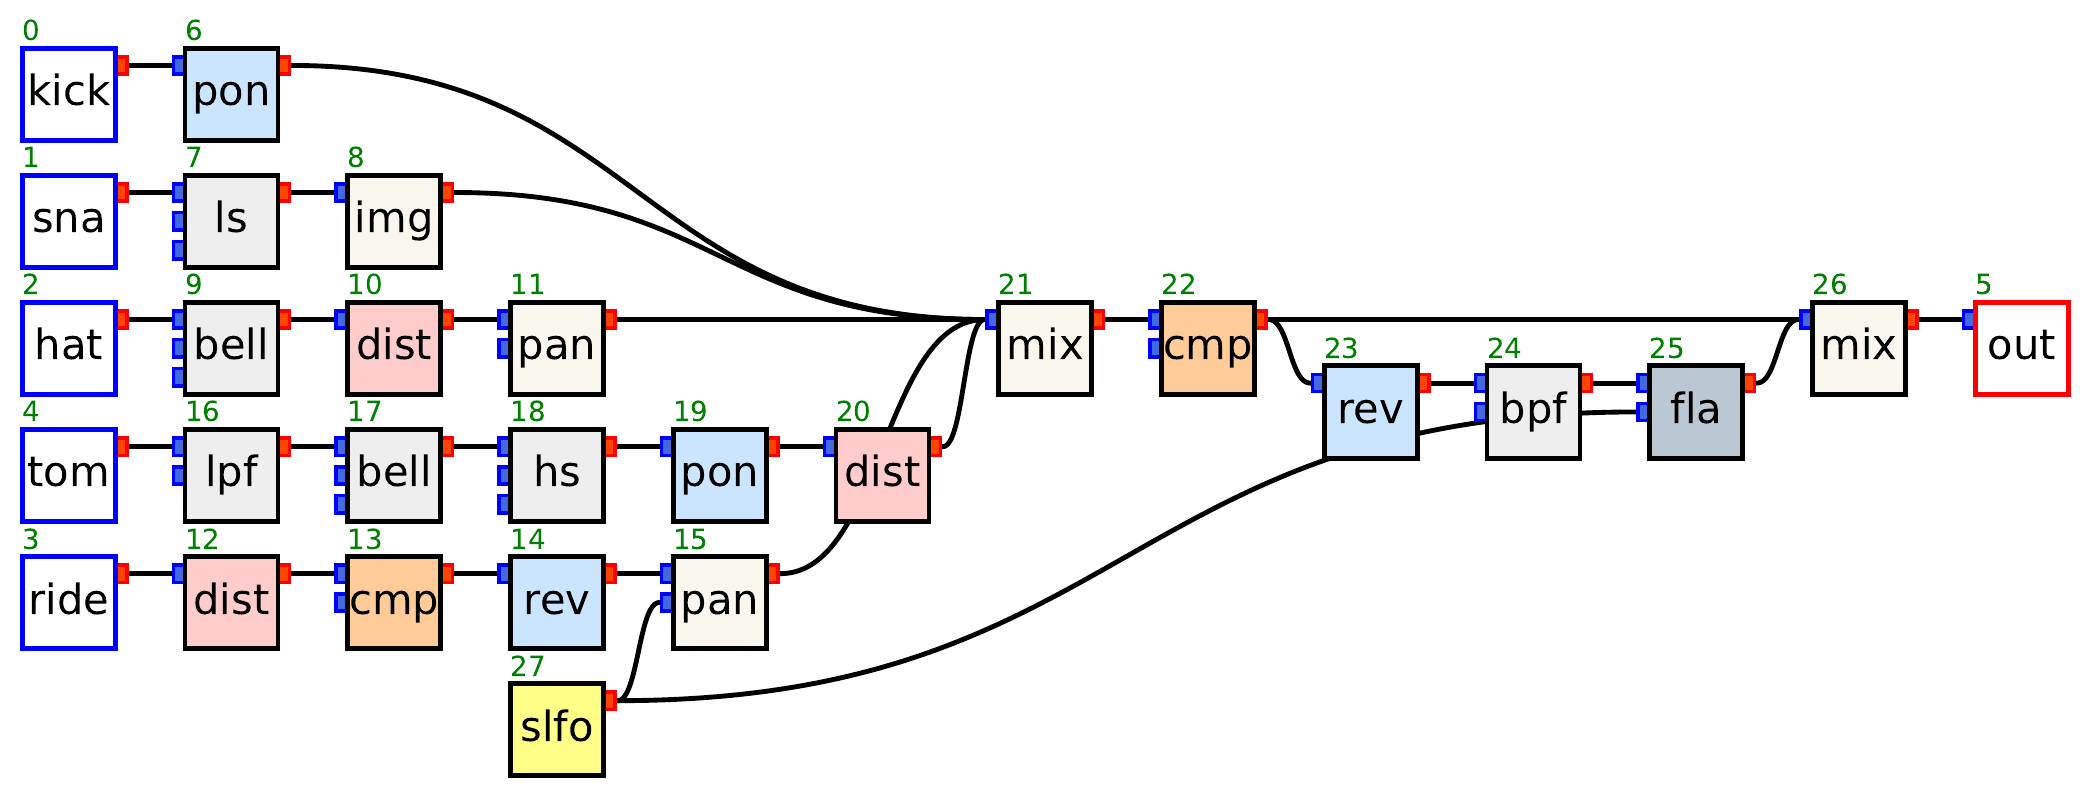 0
kick
6
pon
1
sna
7
ls
8
img
2
hat
9
bell
10
dist
11
pan
21
mix
22
cmp
23
rev
24
bpf
25
fla
26
mix
5
out
4
tom
16
lpf
17
bell
18
hs
19
pon
20
dist
3
ride
12
dist
13
cmp
14
rev
15
pan
27
slfo